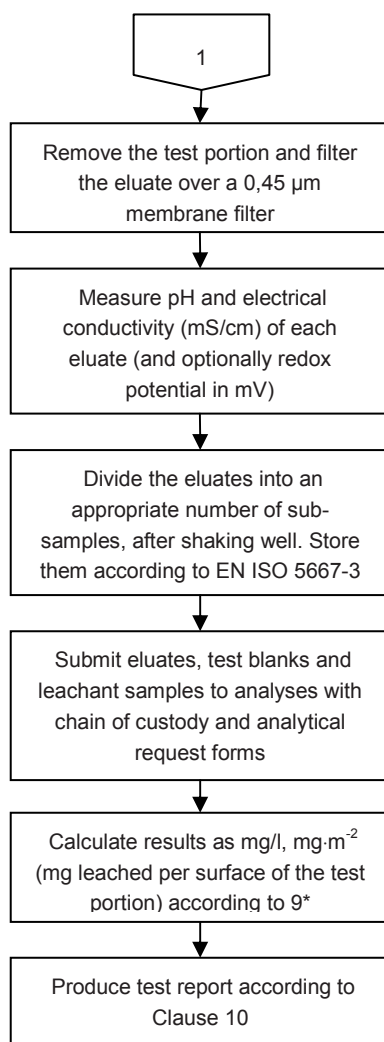 1
Remove the test portion and filter
the eluate over a 0,45 µm
membrane filter
Measure pH and electrical
conductivity (mS/cm) of each
eluate (and optionally redox
potential in mV)
Divide the eluates into an
appropriate number of sub-
samples, after shaking well. Store
them according to EN ISO 5667-3
Submit eluates, test blanks and
leachant samples to analyses with
chain of custody and analytical
request forms
Calculate results as mg/l, mg·m⁻²
(mg leached per surface of the test
portion) according to 9*
Produce test report according to
Clause 10